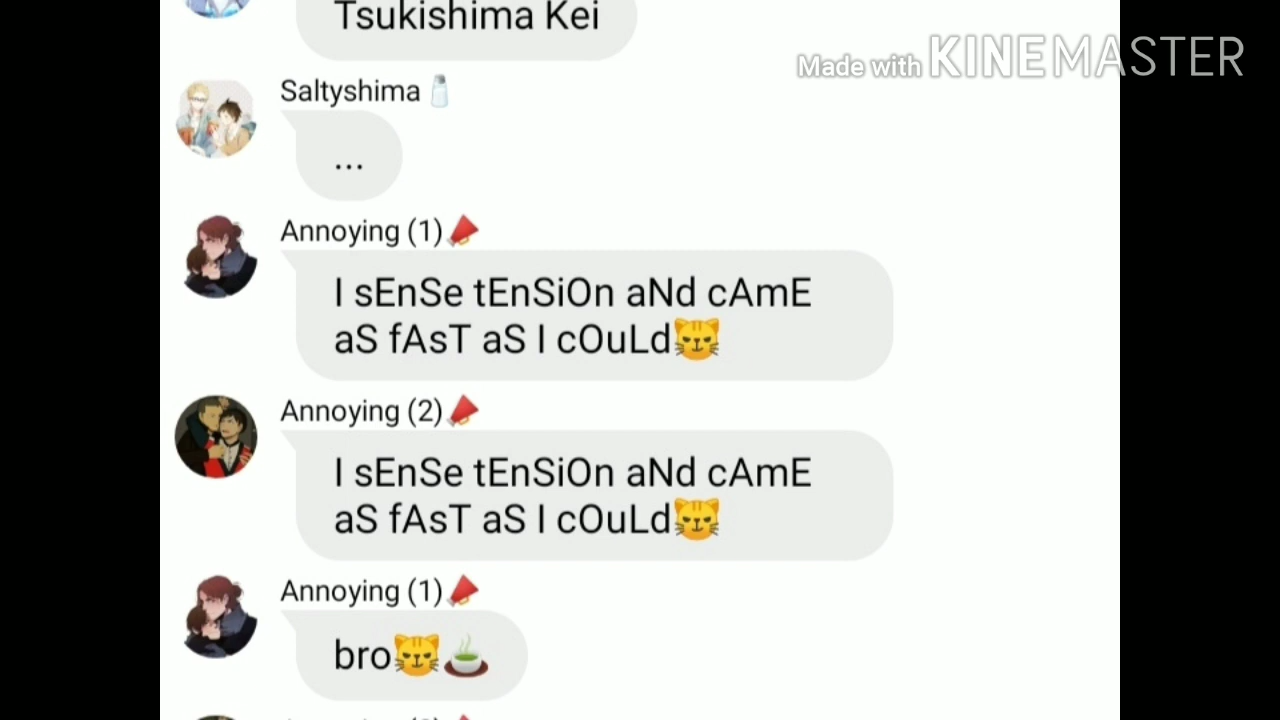 Tsukishima Kei
Made with KINEMASTER
Saltyshima🧂
...
Annoying (1)📣
I sEnSe tEnSiOn aNd cAmE
aS fAsT aS I cOuLd😼
Annoying (2)📣
I sEnSe tEnSiOn aNd cAmE
aS fAsT aS I cOuLd😼
Annoying (1)📣
bro😼🍵